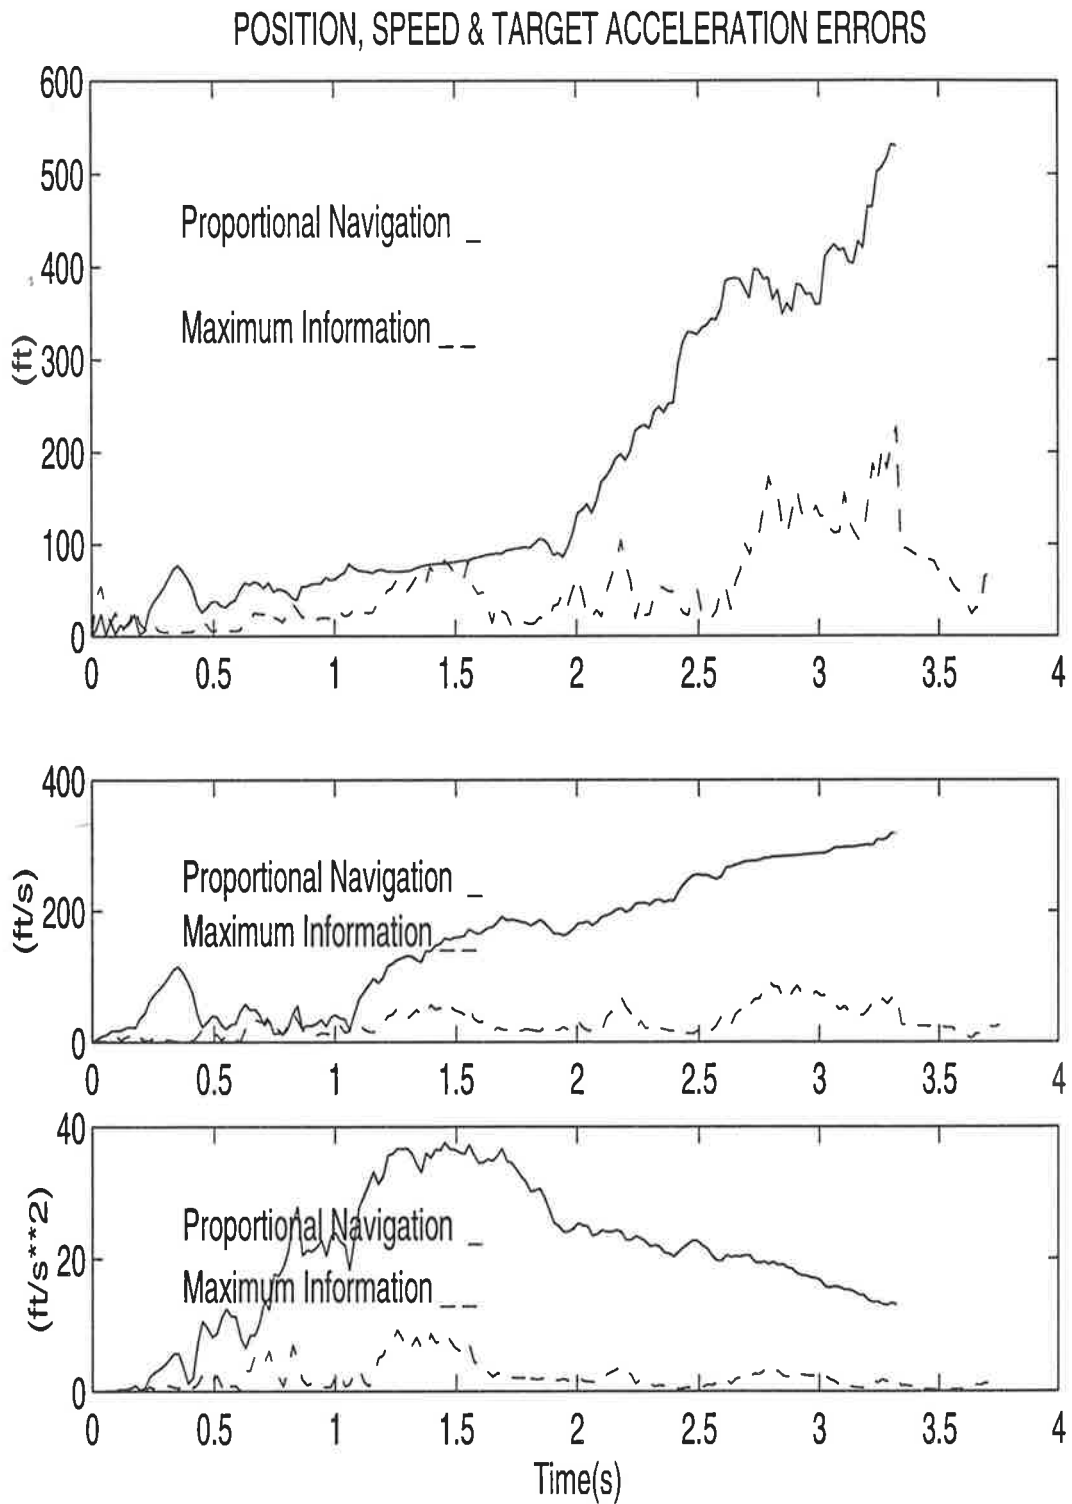 POSITION, SPEED & TARGET ACCELERATION ERRORS
600
500
400
300
200
100
0
(ft)
Proportional Navigation _
Maximum Information _ _
0 0.5 1 1.5 2 2.5 3 3.5 4
400
200
0
(ft/s)
Proportional Navigation _
Maximum Information _ _
0 0.5 1 1.5 2 2.5 3 3.5 4
40
20
0
(ft/s**2)
Proportional Navigation _
Maximum Information _ _
0 0.5 1 1.5 2 2.5 3 3.5 4
Time(s)